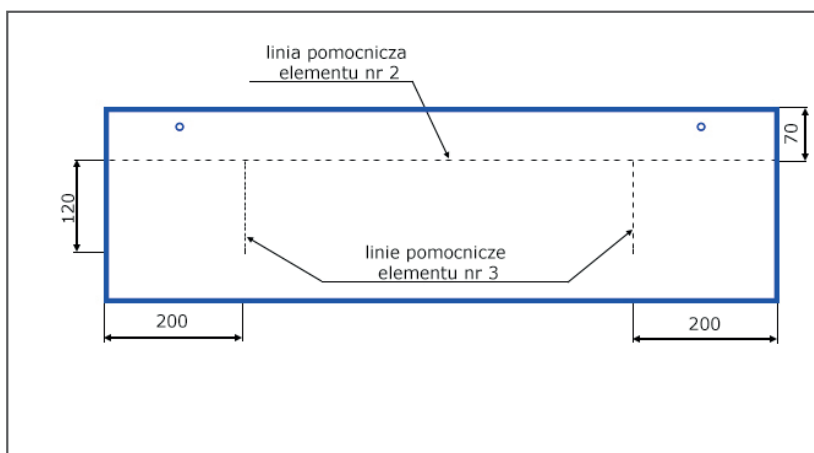 linia pomocnicza
elementu nr 2
70
120
linie pomocnicze
elementu nr 3
200
200